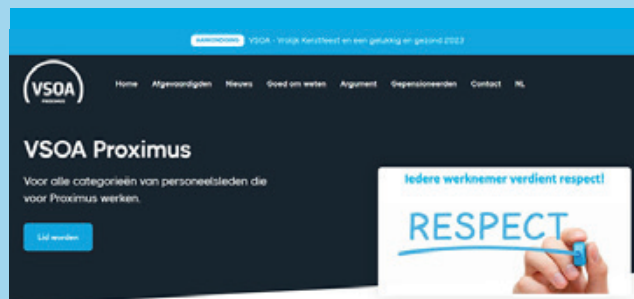 AANKONDIGING VSOA - Vrolijk Kerstfeest en een gelukkig en gezond 2023
VSOA
PROXIMUS
Home Afgevaardigden Nieuws Goed om weten Argument Gepensioneerden Contact NL
VSOA Proximus
Voor alle categorieën van personeelsleden die
voor Proximus werken.
Lid worden
Iedere werknemer verdient respect!
RESPECT